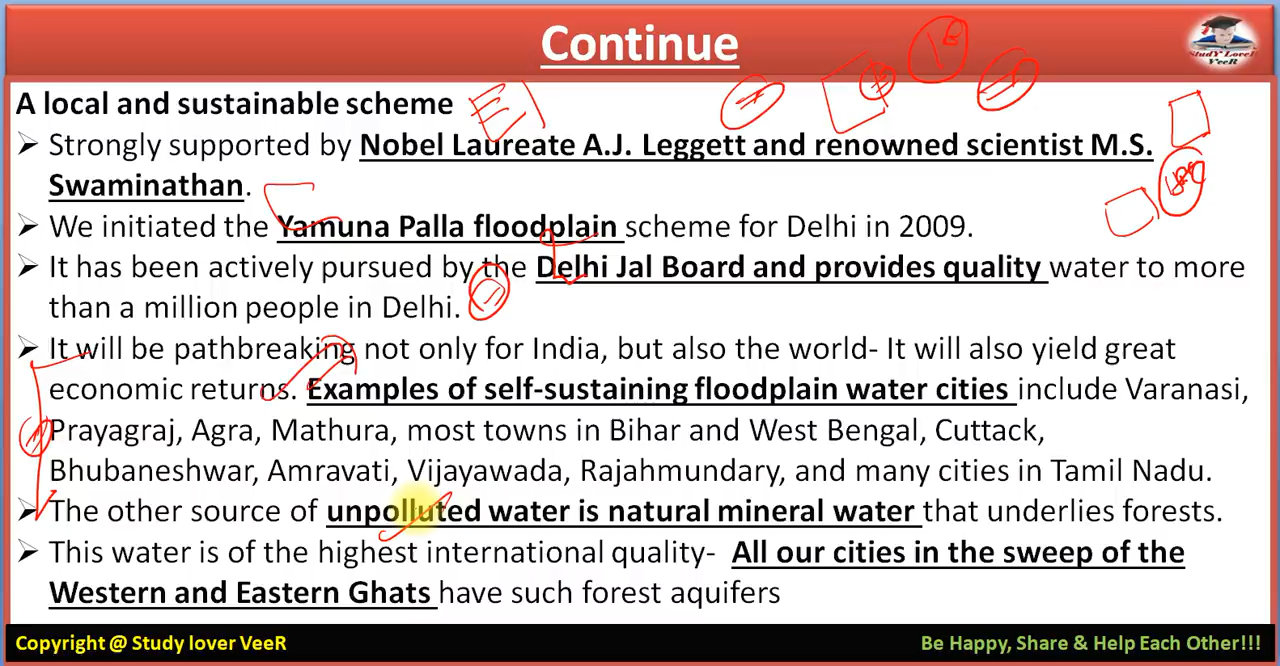 Continue
StudY LoveR
VeeR
A local and sustainable scheme
➢ Strongly supported by Nobel Laureate A.J. Leggett and renowned scientist M.S.
Swaminathan.
➢ We initiated the Yamuna Palla floodplain scheme for Delhi in 2009.
➢ It has been actively pursued by the Delhi Jal Board and provides quality water to more
than a million people in Delhi.
➢ It will be pathbreaking not only for India, but also the world- It will also yield great
economic returns. Examples of self-sustaining floodplain water cities include Varanasi,
Prayagraj, Agra, Mathura, most towns in Bihar and West Bengal, Cuttack,
Bhubaneshwar, Amravati, Vijayawada, Rajahmundry, and many cities in Tamil Nadu.
➢ The other source of unpolluted water is natural mineral water that underlies forests.
➢ This water is of the highest international quality- All our cities in the sweep of the
Western and Eastern Ghats have such forest aquifers
Copyright @ Study lover VeeR
Be Happy, Share & Help Each Other!!!